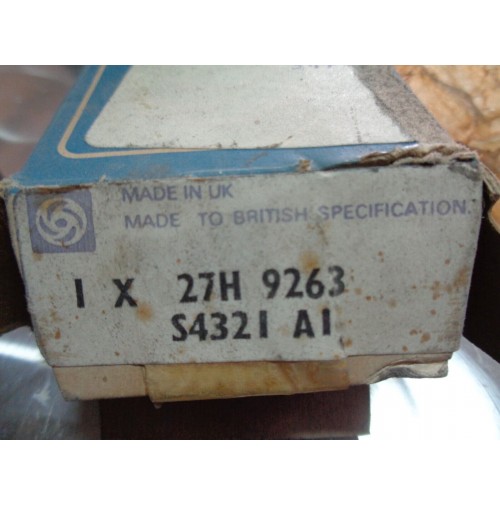 MADE IN UK
MADE TO BRITISH SPECIFICATION.
1 X 27H 9263
S4321 A1